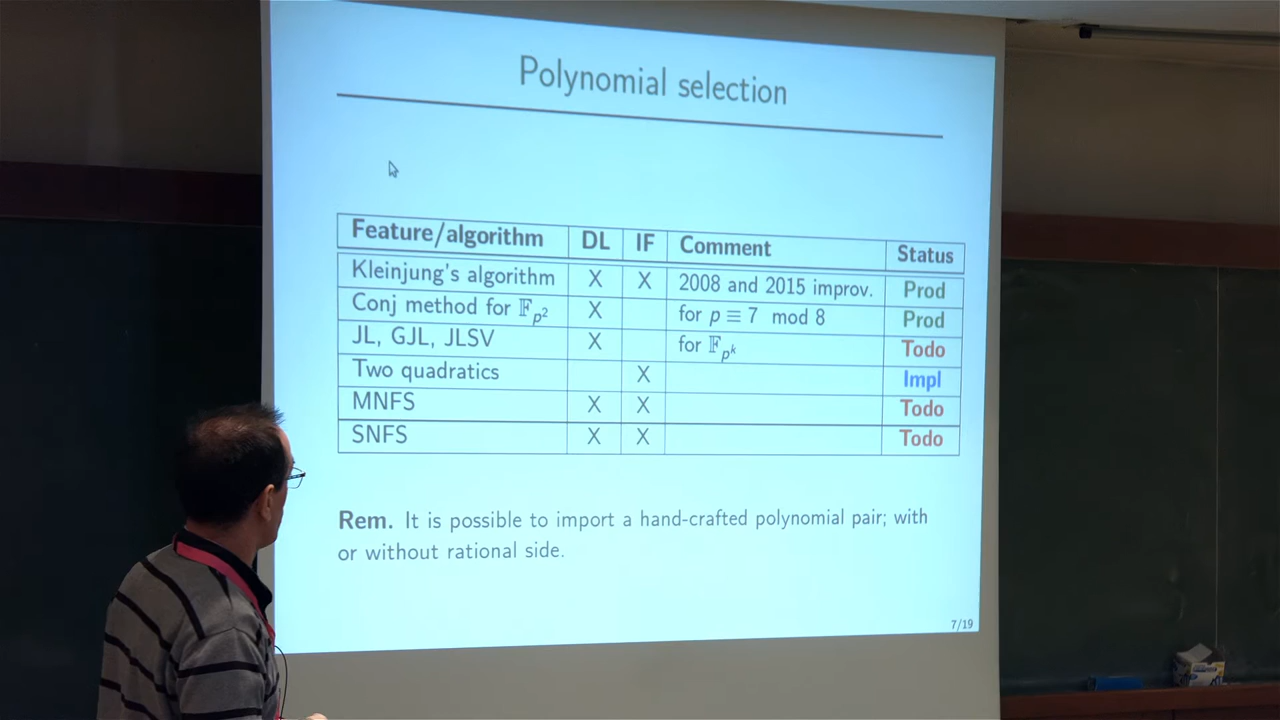 Polynomial selection
Feature/algorithm DL IF Comment Status
Kleinjung's algorithm X X 2008 and 2015 improv. Prod
Conj method for 𝔽p² X for p ≡ 7 mod 8 Prod
JL, GJL, JLSV X for 𝔽pᵏ Todo
Two quadratics X Impl
MNFS X X Todo
SNFS X X Todo
Rem. It is possible to import a hand-crafted polynomial pair; with
or without rational side.
7/19